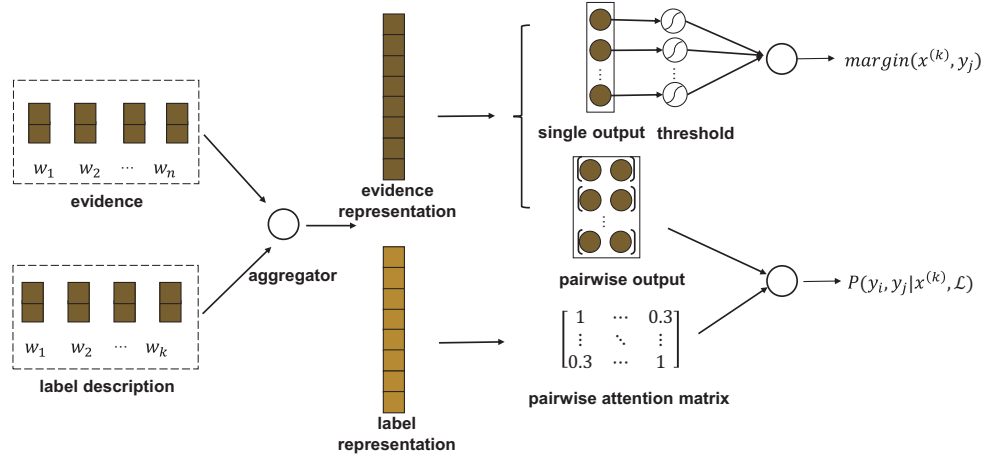 w_1 w_2 ⋯ w_n
evidence
w_1 w_2 ⋯ w_k
label description
aggregator
evidence
representation
label
representation
single output threshold
margin(x^{(k)}, y_j)
pairwise output
P(y_i, y_j|x^{(k)}, ℒ)
1 ⋯ 0.3
⋮ ⋱ ⋮
0.3 ⋯ 1
pairwise attention matrix